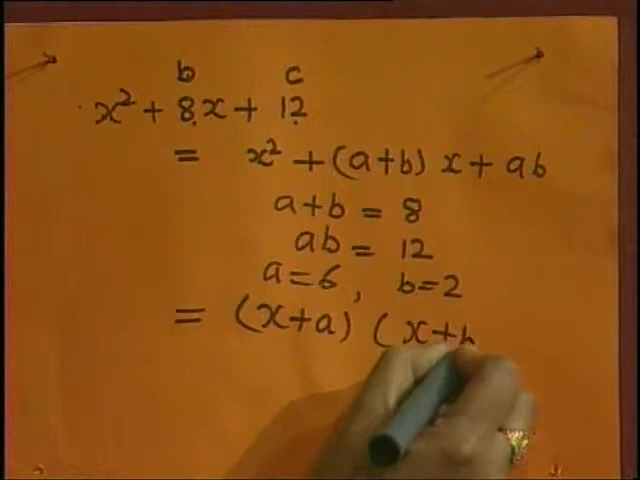 b c
x² + 8x + 12
= x² + (a+b) x + ab
a+b = 8
ab = 12
a=6, b=2
= (x+a) (x+b